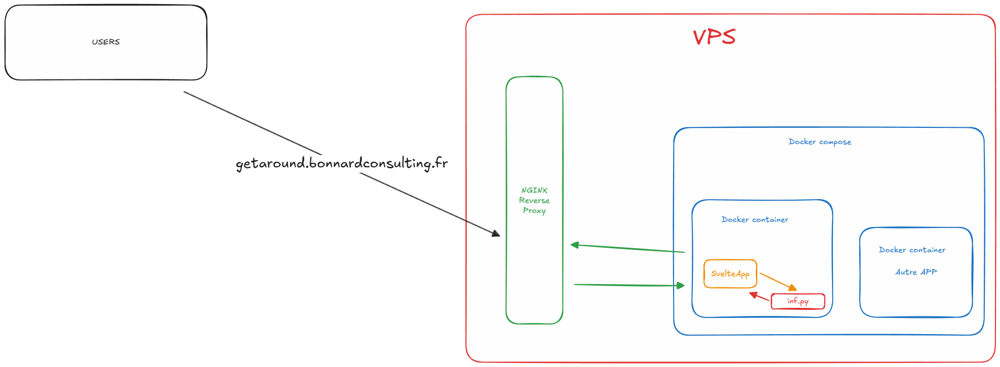 USERS
VPS
getaround.bonnardconsulting.fr
NGINX
Reverse
Proxy
Docker compose
Docker container
SvelteApp
inf.py
Docker container
Autre APP